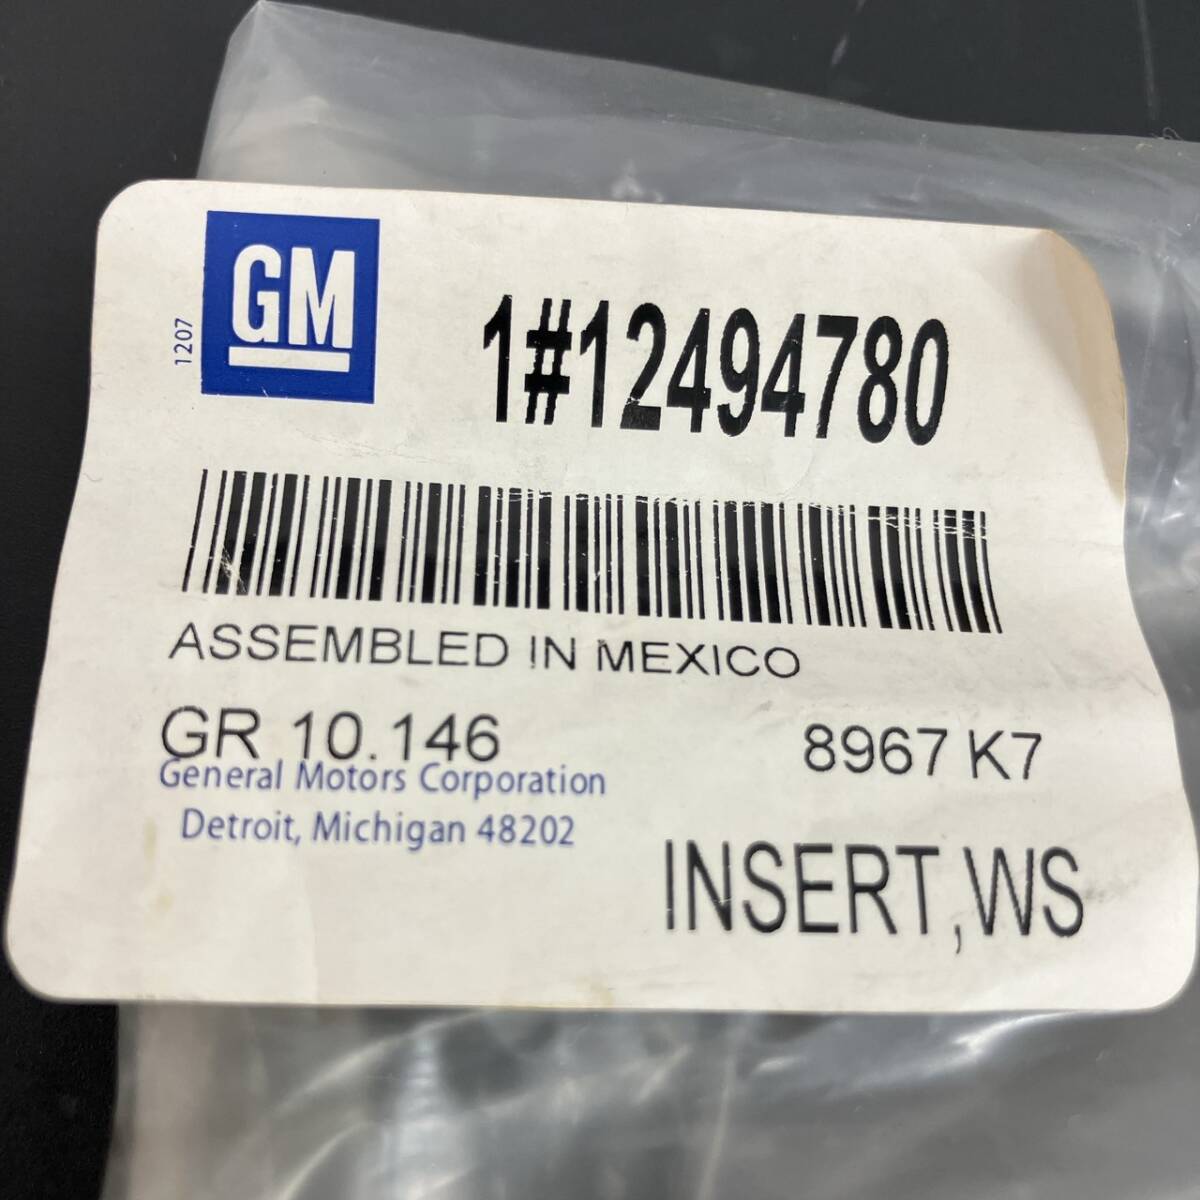 GM
1207
1#12494780
ASSEMBLED IN MEXICO
GR 10.146 8967 K7
General Motors Corporation
Detroit, Michigan 48202
INSERT,WS